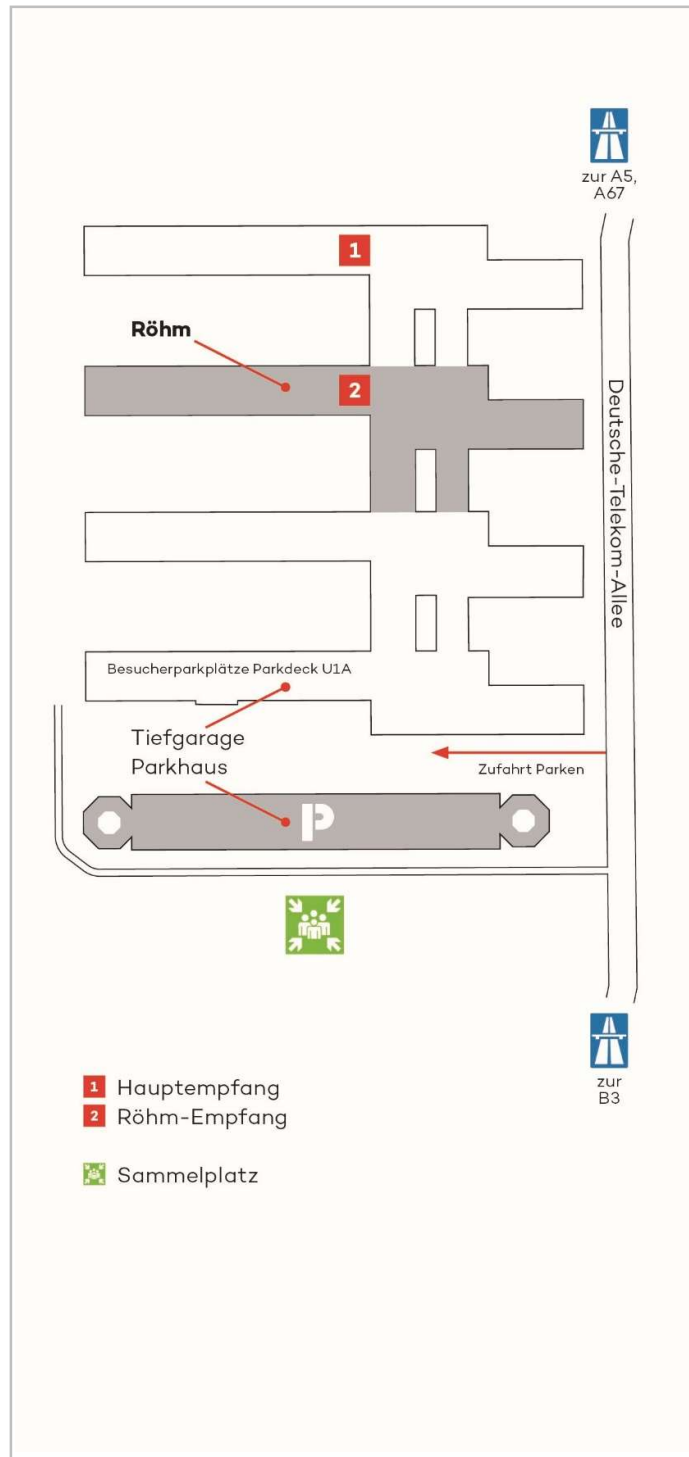 zur A5,
A67
1
Röhm
2
Deutsche-Telekom-Allee
Besucherparkplätze Parkdeck U1A
Tiefgarage
Parkhaus
Zufahrt Parken
P
zur
B3
1 Hauptempfang
2 Röhm-Empfang
Sammelplatz